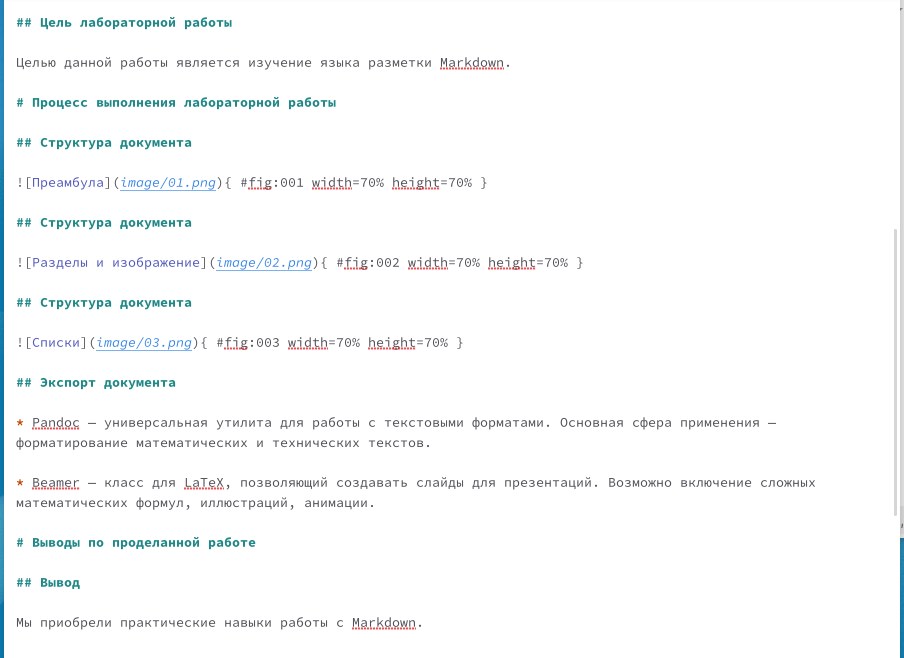 ## Цель лабораторной работы
Целью данной работы является изучение языка разметки Markdown.
# Процесс выполнения лабораторной работы
## Структура документа
![Преамбула](image/01.png){ #fig:001 width=70% height=70% }
## Структура документа
![Разделы и изображение](image/02.png){ #fig:002 width=70% height=70% }
## Структура документа
![Списки](image/03.png){ #fig:003 width=70% height=70% }
## Экспорт документа
* Pandoc — универсальная утилита для работы с текстовыми форматами. Основная сфера применения —
форматирование математических и технических текстов.
* Beamer — класс для LaTeX, позволяющий создавать слайды для презентаций. Возможно включение сложных
математических формул, иллюстраций, анимации.
# Выводы по проделанной работе
## Вывод
Мы приобрели практические навыки работы с Markdown.